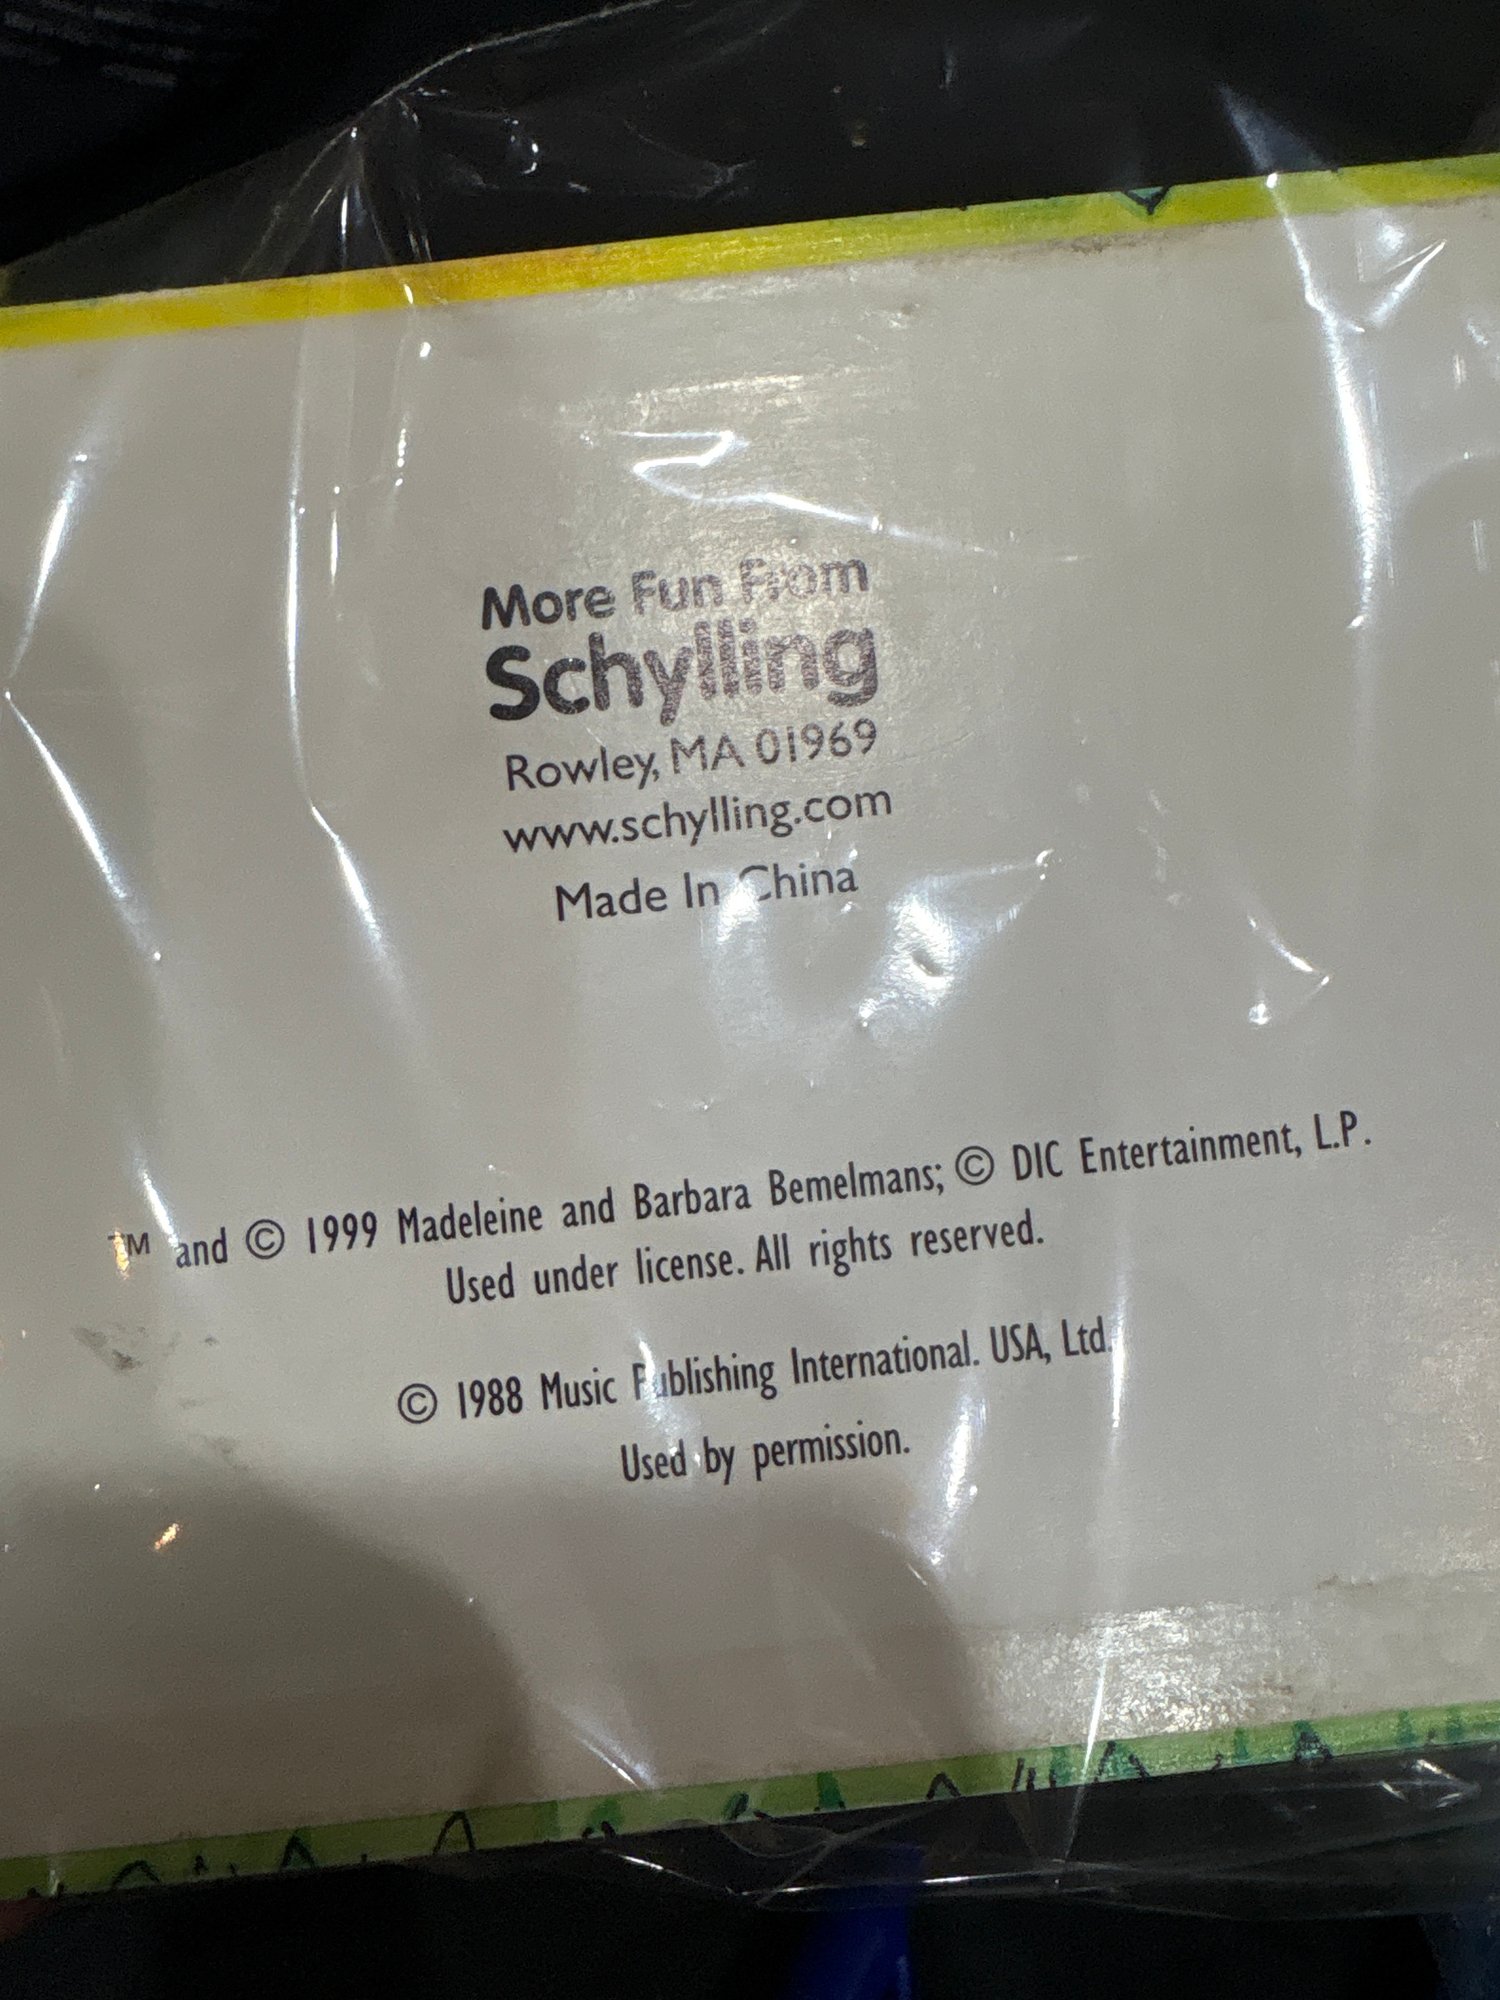 More Fun From
Schylling
Rowley, MA 01969
www.schylling.com
Made In China
™ and © 1999 Madeleine and Barbara Bemelmans; © DIC Entertainment, L.P.
Used under license. All rights reserved.
© 1988 Music Publishing International. USA, Ltd.
Used by permission.